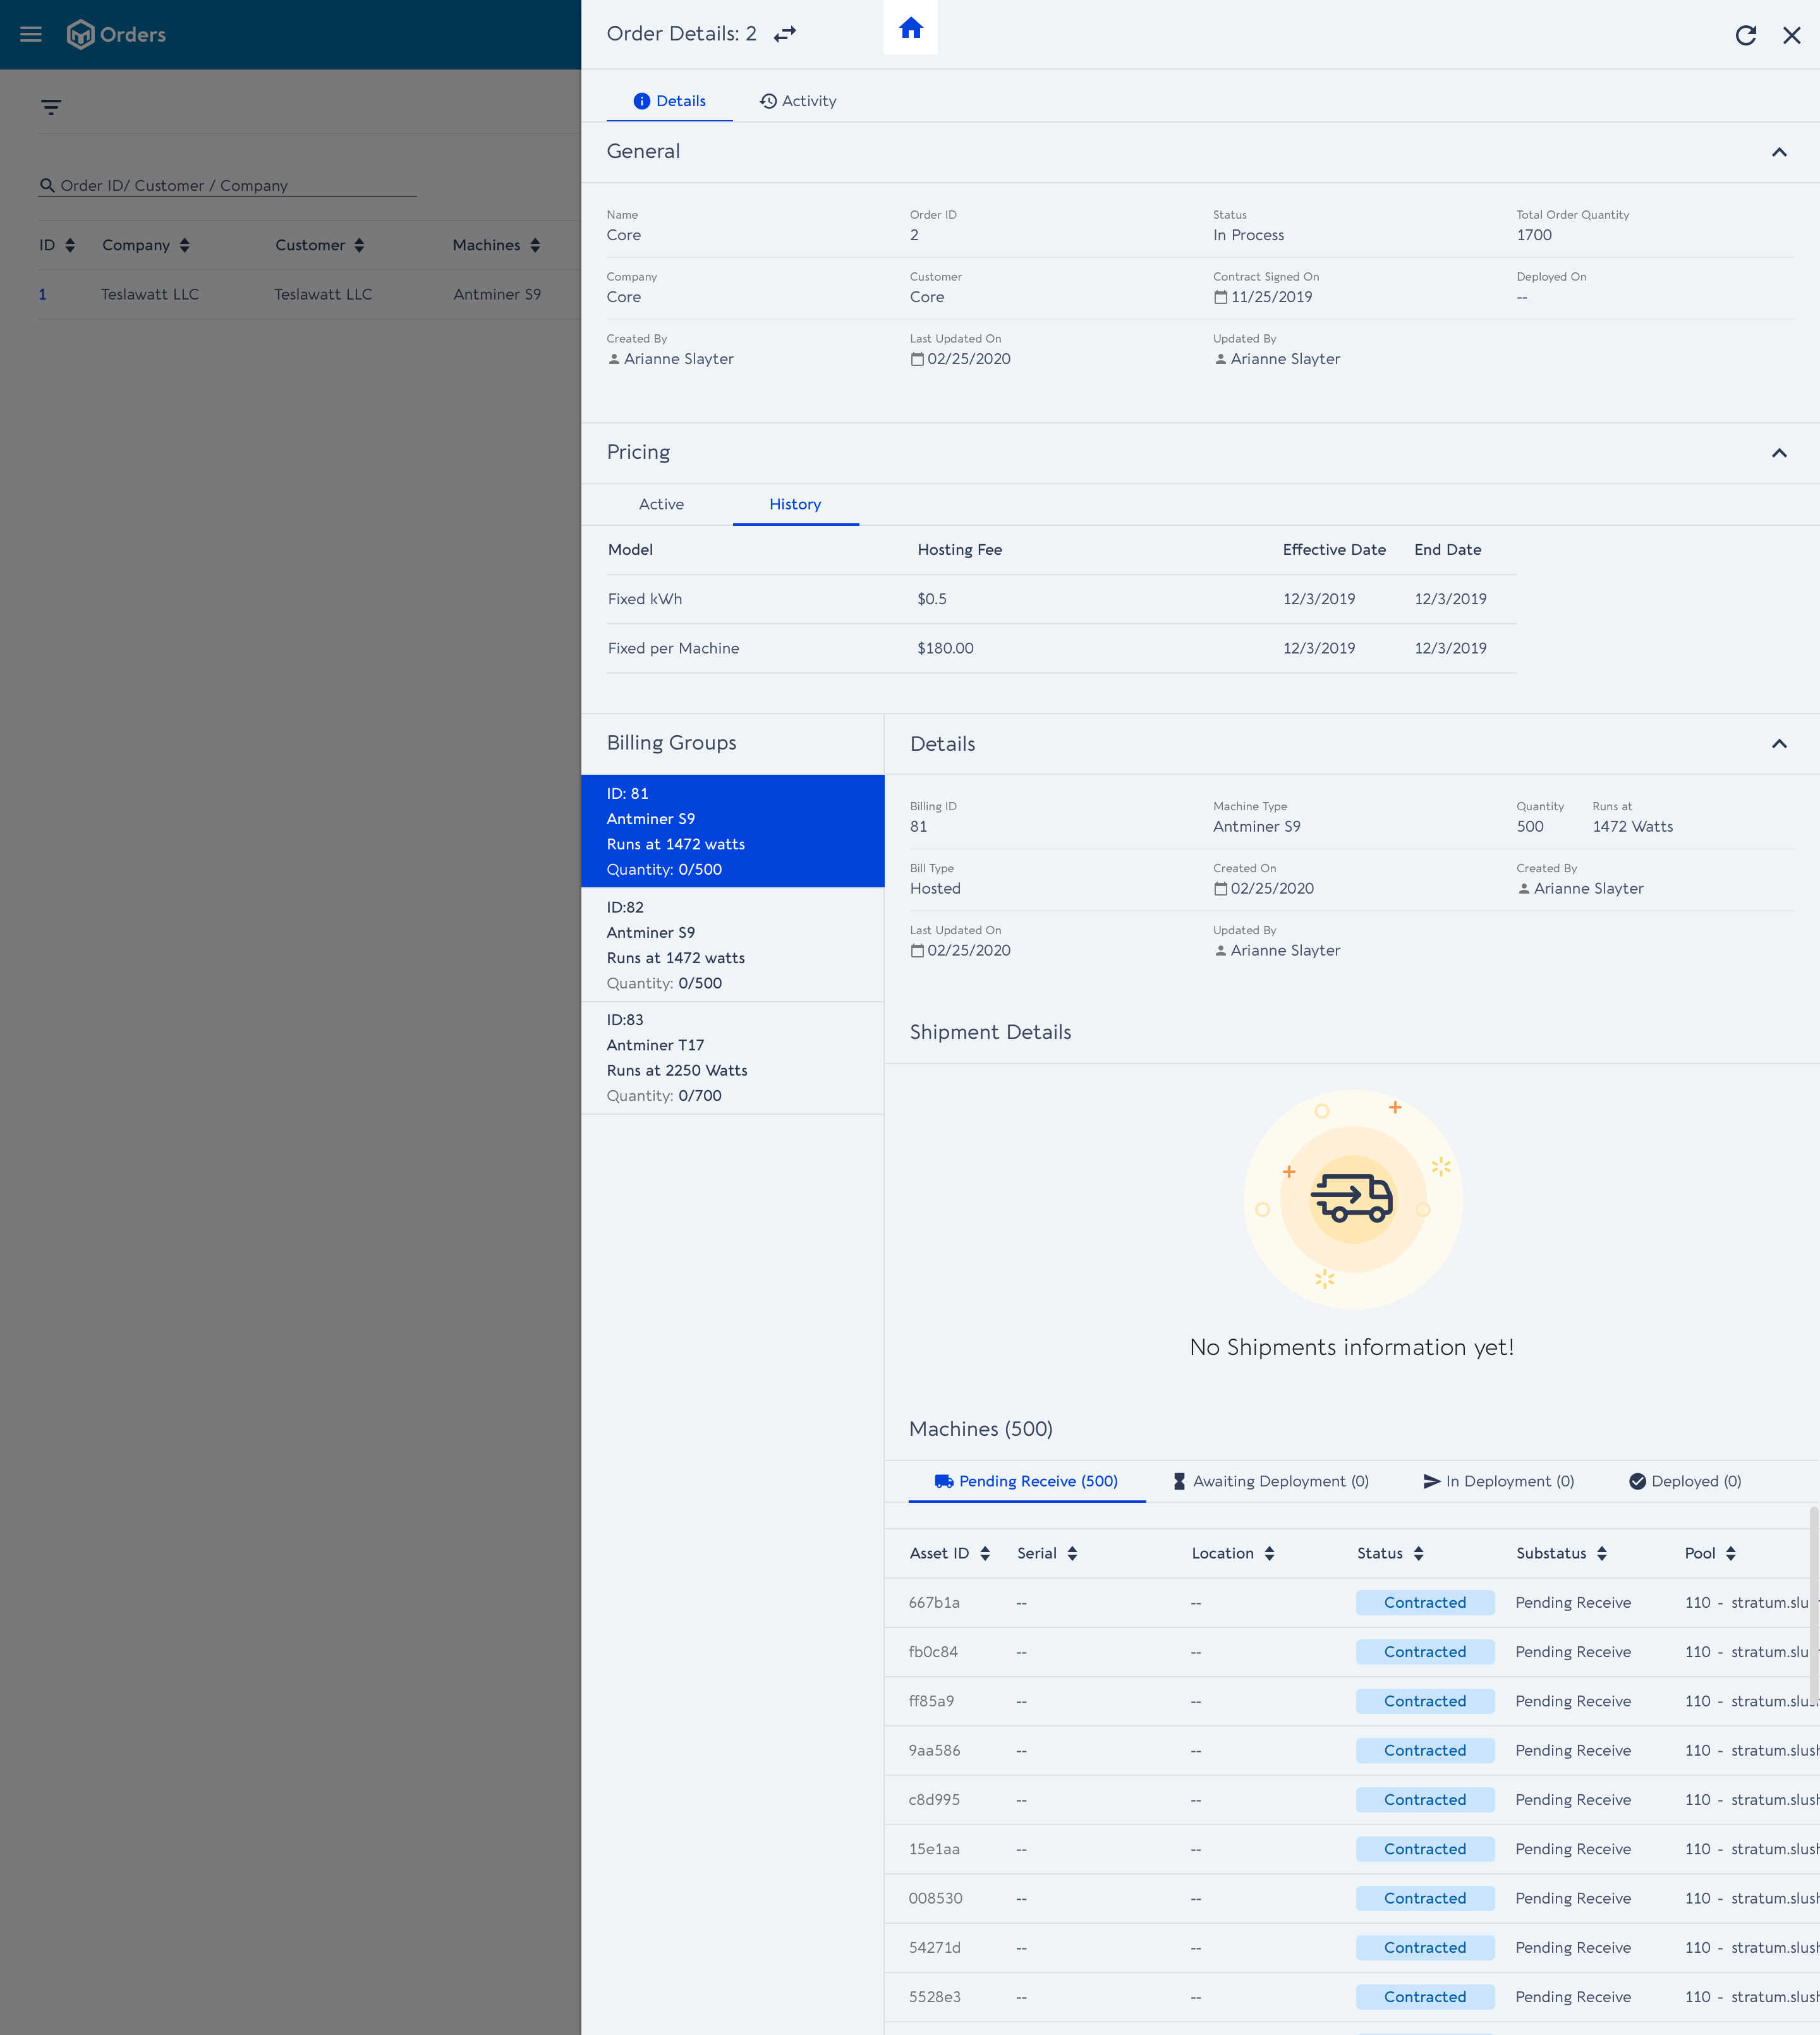 Orders
Order ID/ Customer / Company
ID Company Customer Machines
1 Teslawatt LLC Teslawatt LLC Antminer S9
Order Details: 2
Details Activity
General
Name Order ID Status Total Order Quantity
Core 2 In Process 1700
Company Customer Contract Signed On Deployed On
Core Core 11/25/2019 --
Created By Last Updated On Updated By
Arianne Slayter 02/25/2020 Arianne Slayter
Pricing
Active History
Model Hosting Fee Effective Date End Date
Fixed kWh $0.5 12/3/2019 12/3/2019
Fixed per Machine $180.00 12/3/2019 12/3/2019
Billing Groups
ID: 81
Antminer S9
Runs at 1472 watts
Quantity: 0/500
ID:82
Antminer S9
Runs at 1472 watts
Quantity: 0/500
ID:83
Antminer T17
Runs at 2250 Watts
Quantity: 0/700
Details
Billing ID Machine Type Quantity Runs at
81 Antminer S9 500 1472 Watts
Bill Type Created On Created By
Hosted 02/25/2020 Arianne Slayter
Last Updated On Updated By
02/25/2020 Arianne Slayter
Shipment Details
No Shipments information yet!
Machines (500)
Pending Receive (500) Awaiting Deployment (0) In Deployment (0) Deployed (0)
Asset ID Serial Location Status Substatus Pool
667b1a -- -- Contracted Pending Receive 110 - stratum.slu
fb0c84 -- -- Contracted Pending Receive 110 - stratum.slu
ff85a9 -- -- Contracted Pending Receive 110 - stratum.slu
9aa586 -- -- Contracted Pending Receive 110 - stratum.slush
c8d995 -- -- Contracted Pending Receive 110 - stratum.slush
15e1aa -- -- Contracted Pending Receive 110 - stratum.slush
008530 -- -- Contracted Pending Receive 110 - stratum.slush
54271d -- -- Contracted Pending Receive 110 - stratum.slush
5528e3 -- -- Contracted Pending Receive 110 - stratum.slush